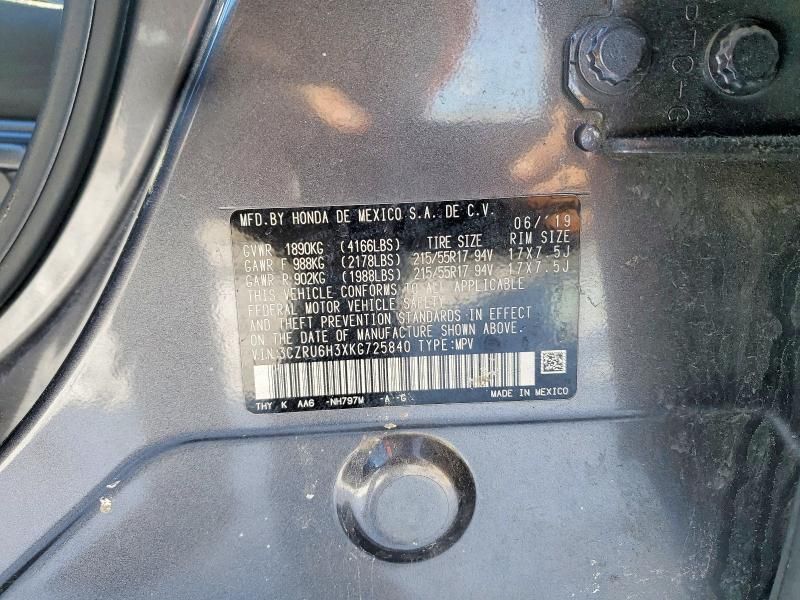 DTC-G
MFD.BY HONDA DE MEXICO S.A. DE C.V. 06/'19
GVWR 1890KG (4166LBS) TIRE SIZE RIM SIZE
GAWR F 988KG (2178LBS) 215/55R17 94V 17X7.5J
GAWR R 902KG (1988LBS) 215/55R17 94V 17X7.5J
THIS VEHICLE CONFORMS TO ALL APPLICABLE
FEDERAL MOTOR VEHICLE SAFETY
AND THEFT PREVENTION STANDARDS IN EFFECT
ON THE DATE OF MANUFACTURE SHOWN ABOVE.
VIN:3CZRU6H3XKG725840 TYPE:MPV
THY K AAG -NH797M -A -G MADE IN MEXICO